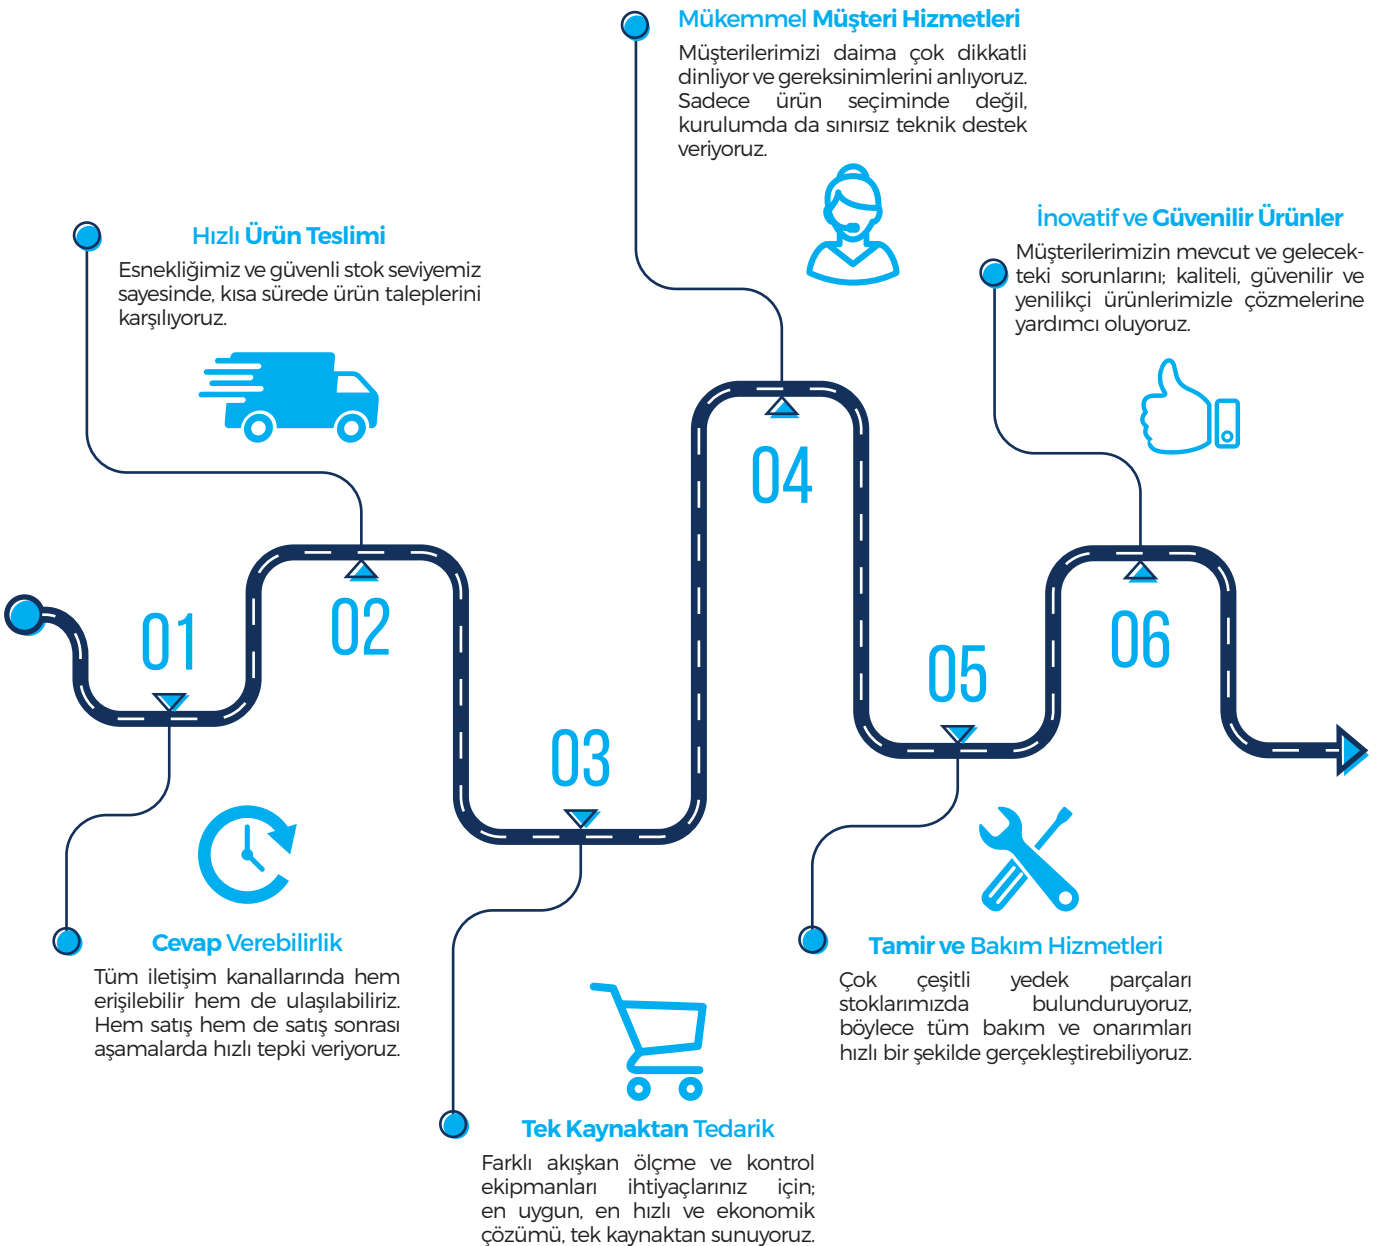 Mükemmel Müşteri Hizmetleri
Müşterilerimizi daima çok dikkatli
dinliyor ve gereksinimlerini anlıyoruz.
Sadece ürün seçiminde değil,
kurulumda da sınırsız teknik destek
veriyoruz.
Hızlı Ürün Teslimi
Esnekliğimiz ve güvenli stok seviyemiz
sayesinde, kısa sürede ürün taleplerini
karşılıyoruz.
İnovatif ve Güvenilir Ürünler
Müşterilerimizin mevcut ve gelecek-
teki sorunlarını; kaliteli, güvenilir ve
yenilikçi ürünlerimizle çözmelerine
yardımcı oluyoruz.
04
02
01
06
05
03
Cevap Verebilirlik
Tüm iletişim kanallarında hem
erişilebilir hem de ulaşılabiliriz.
Hem satış hem de satış sonrası
aşamalarda hızlı tepki veriyoruz.
Tamir ve Bakım Hizmetleri
Çok çeşitli yedek parçaları
stoklarımızda bulunduruyoruz,
böylece tüm bakım ve onarımları
hızlı bir şekilde gerçekleştirebiliyoruz.
Tek Kaynaktan Tedarik
Farklı akışkan ölçme ve kontrol
ekipmanları ihtiyaçlarınız için;
en uygun, en hızlı ve ekonomik
çözümü, tek kaynaktan sunuyoruz.